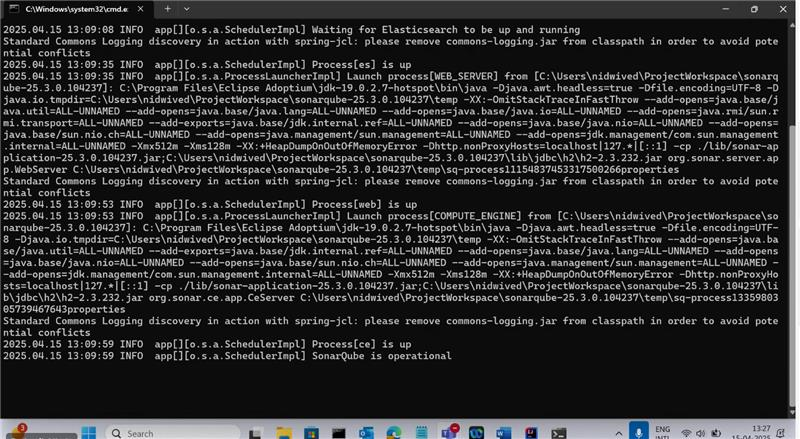 C:\Windows\system32\cmd.e
2025.04.15 13:09:08 INFO  app[][o.s.a.SchedulerImpl] Waiting for Elasticsearch to be up and running
Standard Commons Logging discovery in action with spring-jcl: please remove commons-logging.jar from classpath in order to avoid pote
ntial conflicts
2025.04.15 13:09:35 INFO  app[][o.s.a.SchedulerImpl] Process[es] is up
2025.04.15 13:09:35 INFO  app[][o.s.a.ProcessLauncherImpl] Launch process[WEB_SERVER] from [C:\Users\nidwived\ProjectWorkspace\sonarq
ube-25.3.0.104237]: C:\Program Files\Eclipse Adoptium\jdk-19.0.2.7-hotspot\bin\java -Djava.awt.headless=true -Dfile.encoding=UTF-8 -D
java.io.tmpdir=C:\Users\nidwived\ProjectWorkspace\sonarqube-25.3.0.104237\temp -XX:-OmitStackTraceInFastThrow --add-opens=java.base/j
ava.util=ALL-UNNAMED --add-opens=java.base/java.lang=ALL-UNNAMED --add-opens=java.base/java.io=ALL-UNNAMED --add-opens=java.rmi/sun.r
mi.transport=ALL-UNNAMED --add-exports=java.base/jdk.internal.ref=ALL-UNNAMED --add-opens=java.base/java.nio=ALL-UNNAMED --add-opens=
java.base/sun.nio.ch=ALL-UNNAMED --add-opens=java.management/sun.management=ALL-UNNAMED --add-opens=jdk.management/com.sun.management
.internal=ALL-UNNAMED -Xmx512m -Xms128m -XX:+HeapDumpOnOutOfMemoryError -Dhttp.nonProxyHosts=localhost|127.*|[::1] -cp ./lib/sonar-ap
plication-25.3.0.104237.jar;C:\Users\nidwived\ProjectWorkspace\sonarqube-25.3.0.104237\lib\jdbc\h2\h2-2.3.232.jar org.sonar.server.ap
p.WebServer C:\Users\nidwived\ProjectWorkspace\sonarqube-25.3.0.104237\temp\sq-process11154837453317500266properties
Standard Commons Logging discovery in action with spring-jcl: please remove commons-logging.jar from classpath in order to avoid pote
ntial conflicts
2025.04.15 13:09:53 INFO  app[][o.s.a.SchedulerImpl] Process[web] is up
2025.04.15 13:09:53 INFO  app[][o.s.a.ProcessLauncherImpl] Launch process[COMPUTE_ENGINE] from [C:\Users\nidwived\ProjectWorkspace\so
narqube-25.3.0.104237]: C:\Program Files\Eclipse Adoptium\jdk-19.0.2.7-hotspot\bin\java -Djava.awt.headless=true -Dfile.encoding=UTF-
8 -Djava.io.tmpdir=C:\Users\nidwived\ProjectWorkspace\sonarqube-25.3.0.104237\temp -XX:-OmitStackTraceInFastThrow --add-opens=java.ba
se/java.util=ALL-UNNAMED --add-exports=java.base/jdk.internal.ref=ALL-UNNAMED --add-opens=java.base/java.lang=ALL-UNNAMED --add-opens
=java.base/java.nio=ALL-UNNAMED --add-opens=java.base/sun.nio.ch=ALL-UNNAMED --add-opens=java.management/sun.management=ALL-UNNAMED -
-add-opens=jdk.management/com.sun.management.internal=ALL-UNNAMED -Xmx512m -Xms128m -XX:+HeapDumpOnOutOfMemoryError -Dhttp.nonProxyHo
sts=localhost|127.*|[::1] -cp ./lib/sonar-application-25.3.0.104237.jar;C:\Users\nidwived\ProjectWorkspace\sonarqube-25.3.0.104237\li
b\jdbc\h2\h2-2.3.232.jar org.sonar.ce.app.CeServer C:\Users\nidwived\ProjectWorkspace\sonarqube-25.3.0.104237\temp\sq-process13359803
05739467643properties
Standard Commons Logging discovery in action with spring-jcl: please remove commons-logging.jar from classpath in order to avoid pote
ntial conflicts
2025.04.15 13:09:59 INFO  app[][o.s.a.SchedulerImpl] Process[ce] is up
2025.04.15 13:09:59 INFO  app[][o.s.a.SchedulerImpl] SonarQube is operational
3
Search
ENG
INTL
13:27
15-04-2025